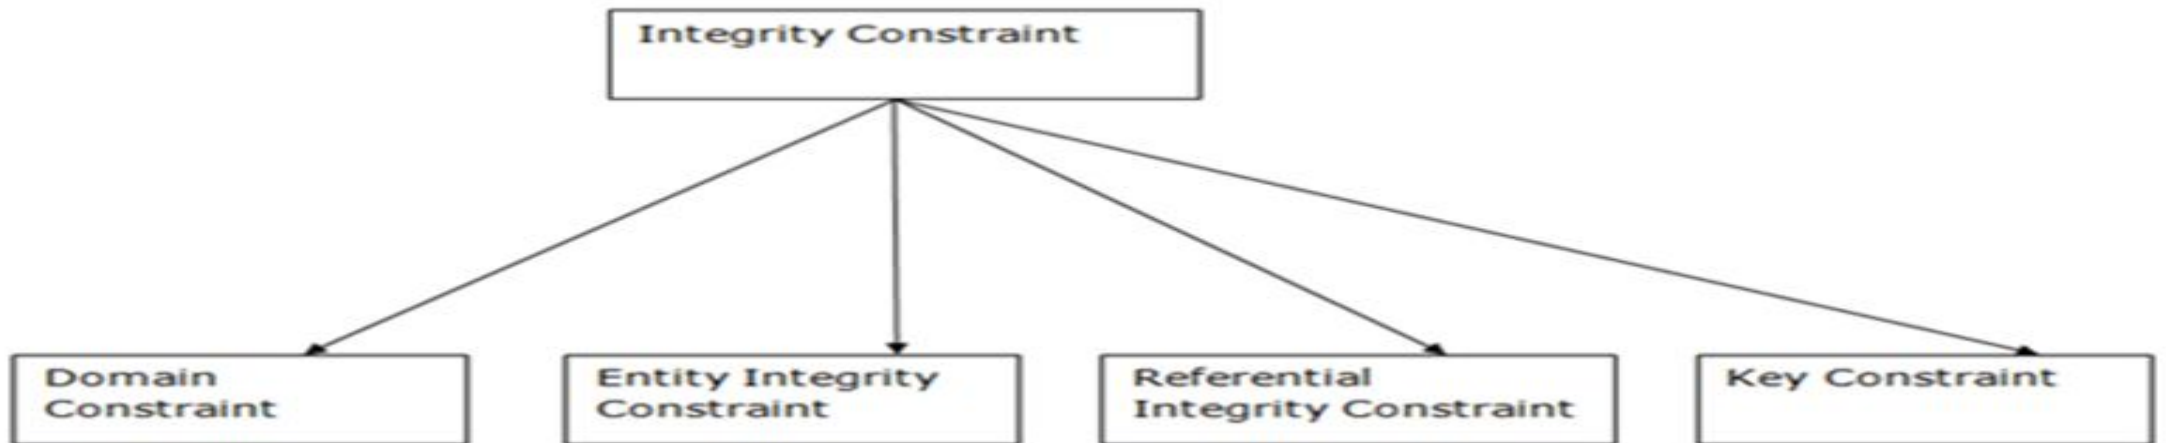 Integrity Constraint
Domain
Constraint
Entity Integrity
Constraint
Referential
Integrity Constraint
Key Constraint